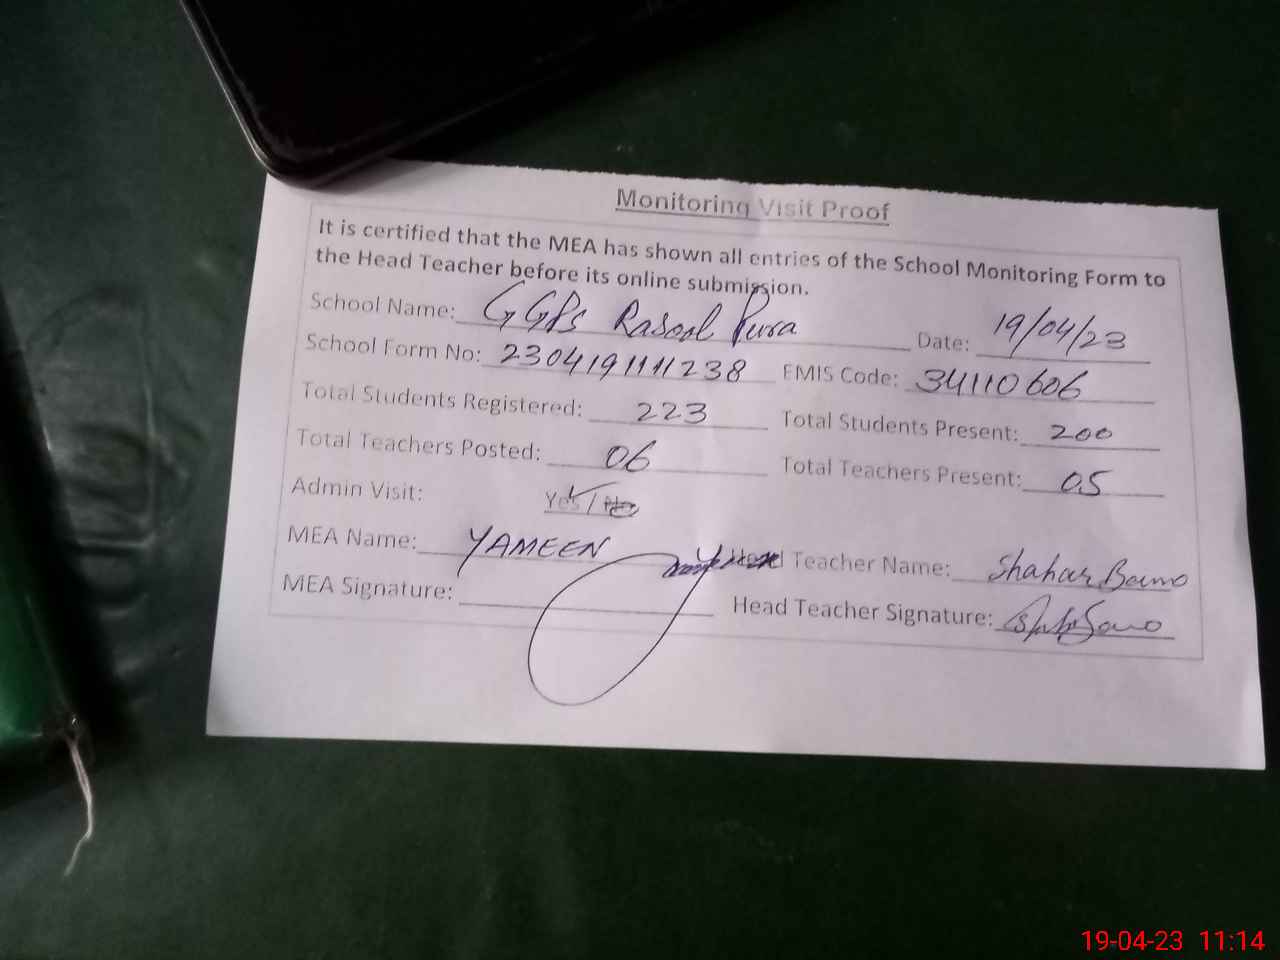 Monitoring Visit Proof
It is certified that the MEA has shown all entries of the School Monitoring Form to
the Head Teacher before its online submission.
School Name: GGPS Rasool Pura Date: 19/04/23
School Form No: 2304191111238 EMIS Code: 34110606
Total Students Registered: 223 Total Students Present: 200
Total Teachers Posted: 06 Total Teachers Present: 05
Admin Visit: Yes / No
MEA Name: YAMEEN Head Teacher Name: Shahar Bano
MEA Signature: Head Teacher Signature:
19-04-23 11:14